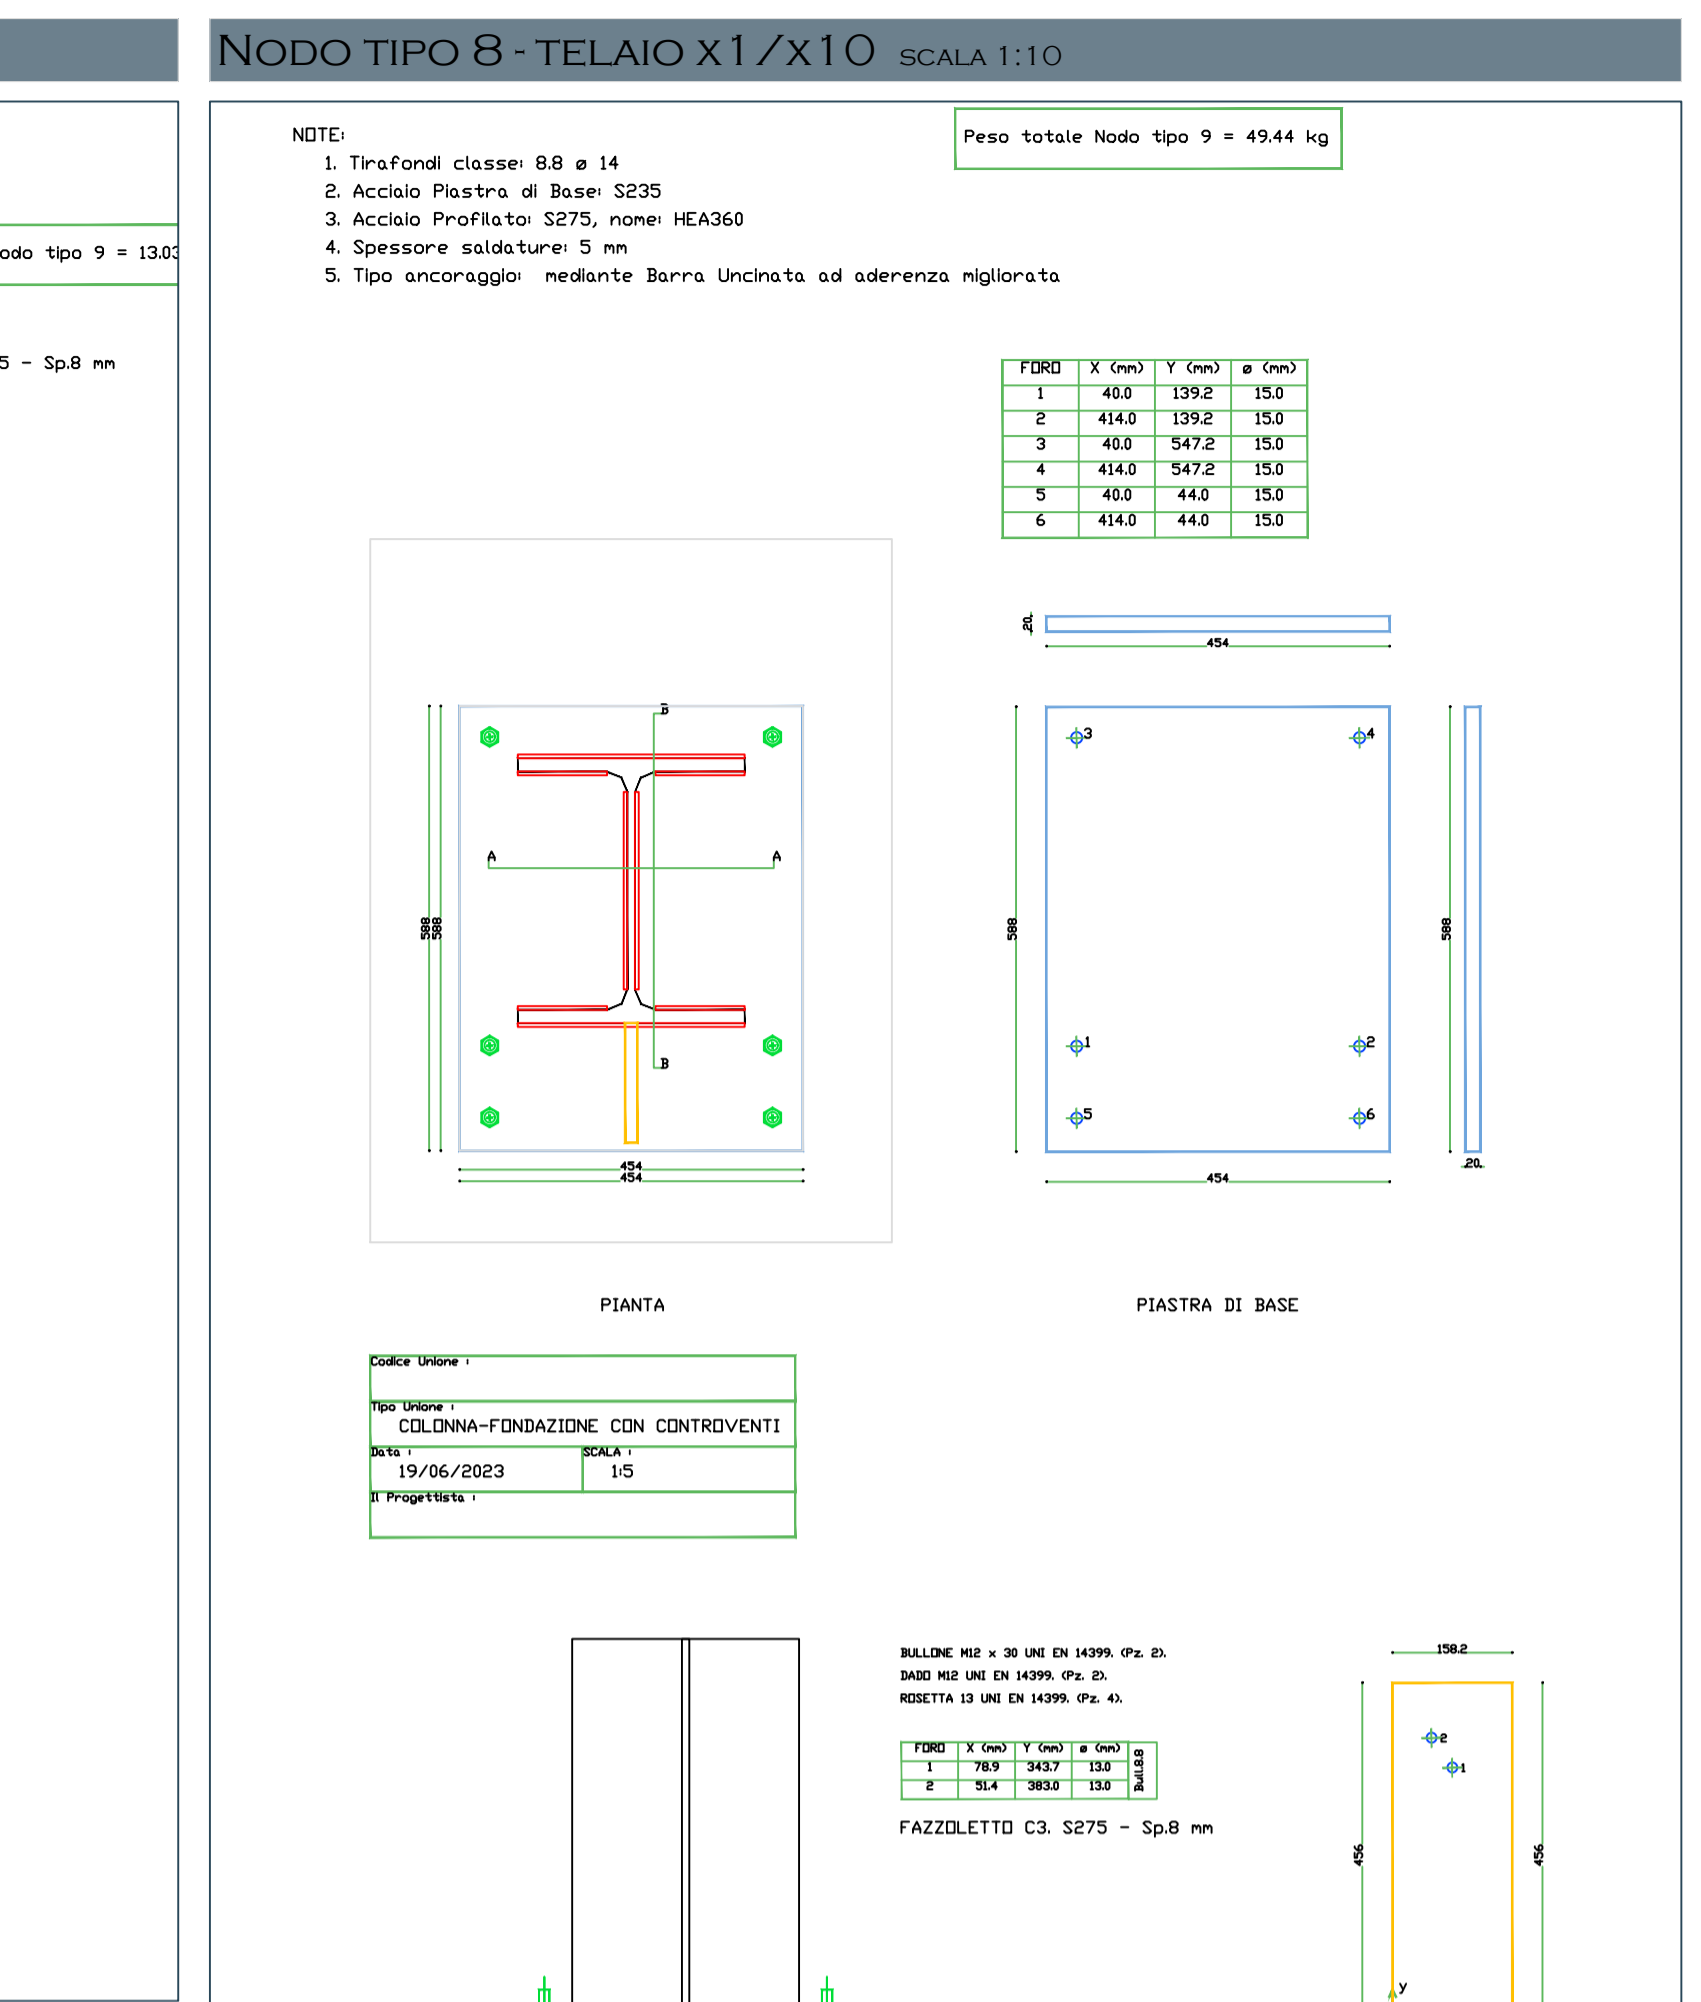 NODO TIPO 8 - TELAIO X1/X10 SCALA 1:10
NOTE:
1. Tirafondi classe: 8.8 ø 14
2. Acciaio Piastra di Base: S235
3. Acciaio Profilato: S275, nome: HEA360
4. Spessore saldature: 5 mm
5. Tipo ancoraggio: mediante Barra Uncinata ad aderenza migliorata
Peso totale Nodo tipo 9 = 49.44 kg
odo tipo 9 = 13.03
5 - Sp.8 mm
FORO X (mm) Y (mm) ø (mm)
1 40.0 139.2 15.0
2 414.0 139.2 15.0
3 40.0 547.2 15.0
4 414.0 547.2 15.0
5 40.0 44.0 15.0
6 414.0 44.0 15.0
20
454
B
A A
588 588
B
454
454
3 4
588
588
1 2
5 6
20
454
PIANTA
PIASTRA DI BASE
Codice Unione :
Tipo Unione :
COLONNA-FONDAZIONE CON CONTROVENTI
Data : SCALA :
19/06/2023 1:5
Il Progettista :
BULLONE M12 x 30 UNI EN 14399. (Pz. 2).
DADO M12 UNI EN 14399. (Pz. 2).
ROSETTA 13 UNI EN 14399. (Pz. 4).
FORO X (mm) Y (mm) ø (mm)
1 78.9 343.7 13.0
2 51.4 383.0 13.0
Bull.8.8
FAZZOLETTO C3. S275 - Sp.8 mm
158.2
2
1
456
456
y